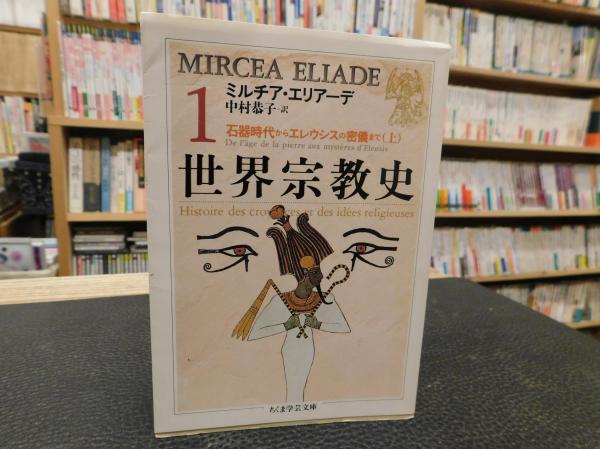 MIRCEA ELIADE
ミルチア・エリアーデ
中村恭子 訳
1
石器時代からエレウシスの密儀まで(上)
De l'âge de la pierre aux mystères d'Eleusis
世界宗教史
Histoire des croyances et des idées religieuses
ちくま学芸文庫